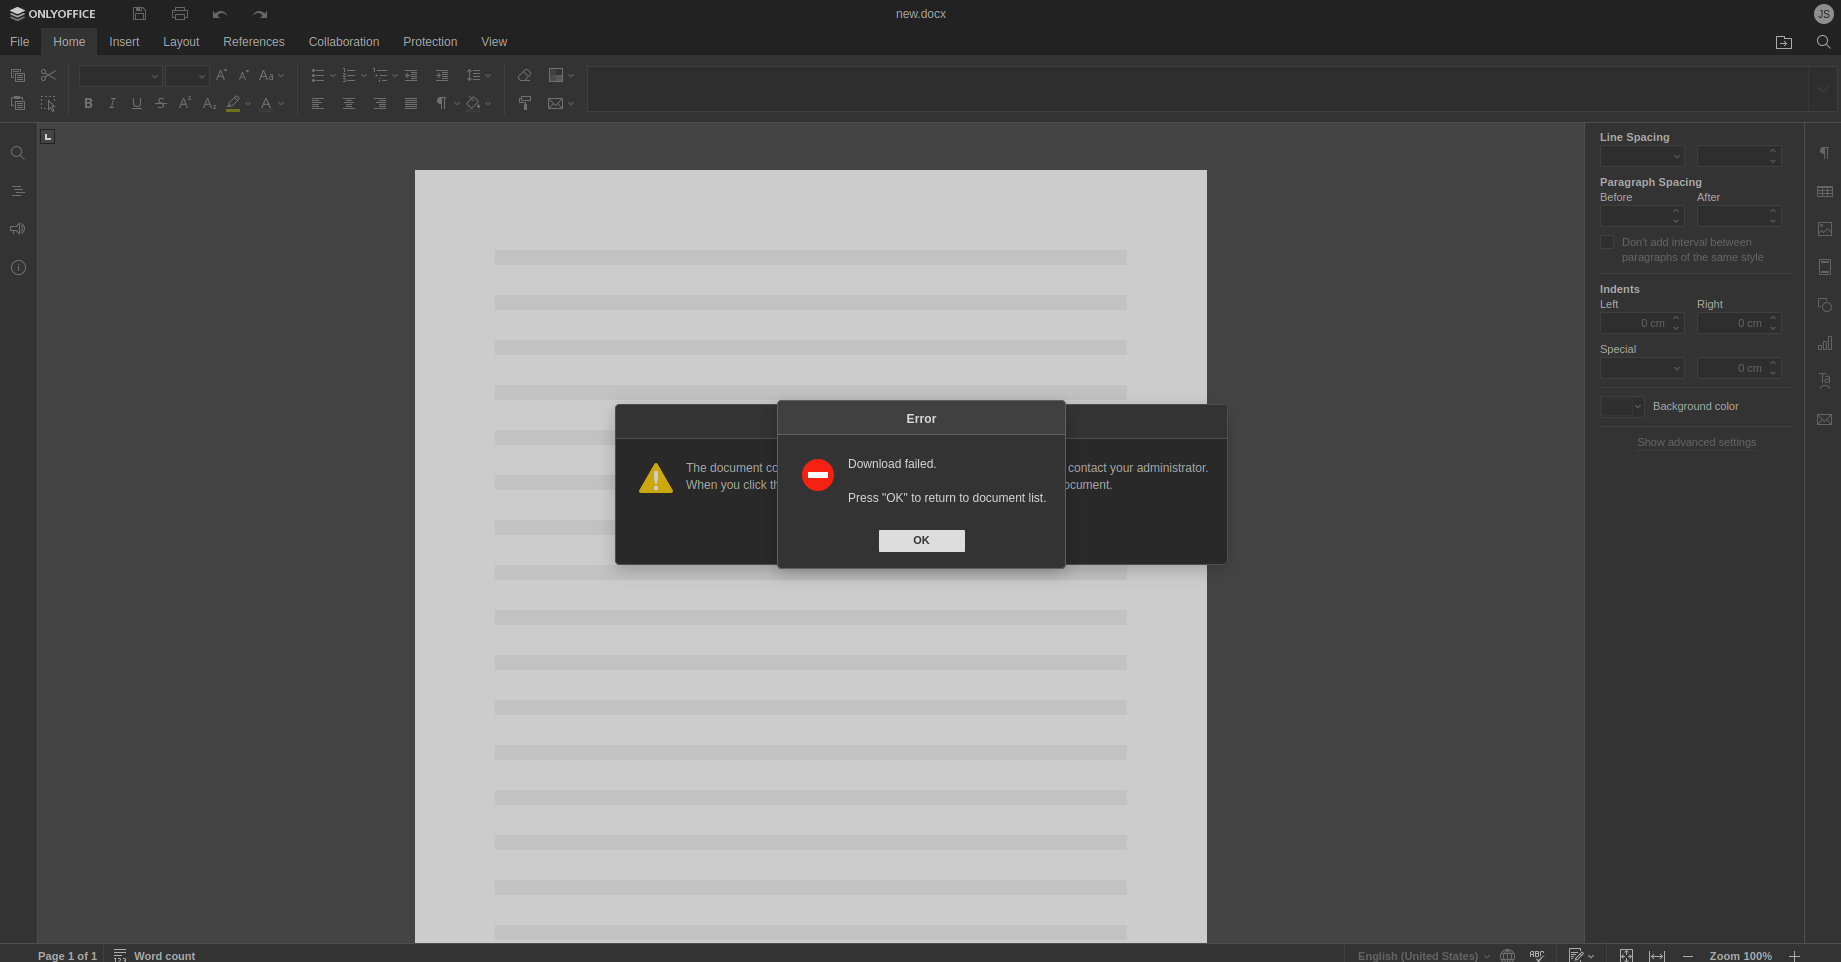 ONLYOFFICE
new.docx
JS
File Home Insert Layout References Collaboration Protection View
Line Spacing
Paragraph Spacing
Before After
Don't add interval between
paragraphs of the same style
Indents
Left Right
0 cm 0 cm
Special
0 cm
Background color
Show advanced settings
Error
Download failed.
Press "OK" to return to document list.
OK
The document co
contact your administrator.
When you click th
ocument.
Page 1 of 1 Word count English (United States) Zoom 100%